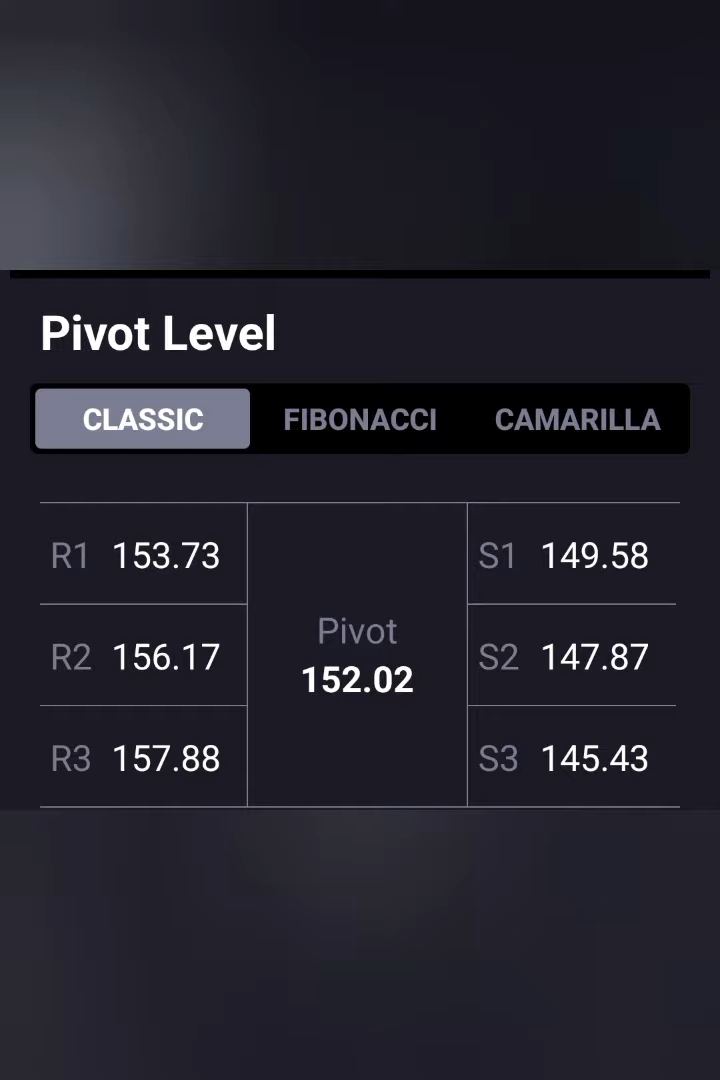 Pivot Level
CLASSIC FIBONACCI CAMARILLA
R1 153.73
R2 156.17
R3 157.88
Pivot
152.02
S1 149.58
S2 147.87
S3 145.43